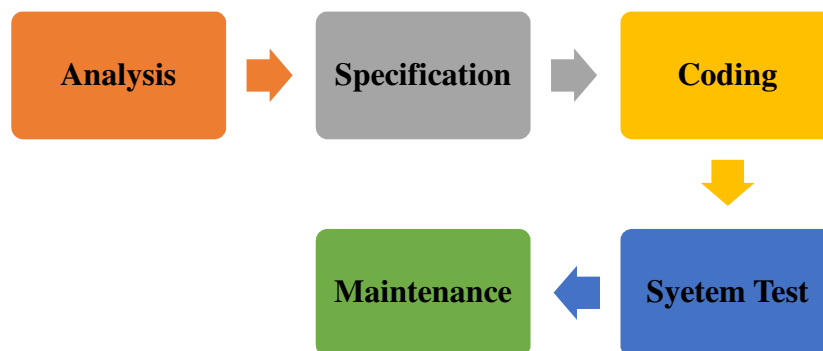 Analysis
Specification
Coding
Syetem Test
Maintenance